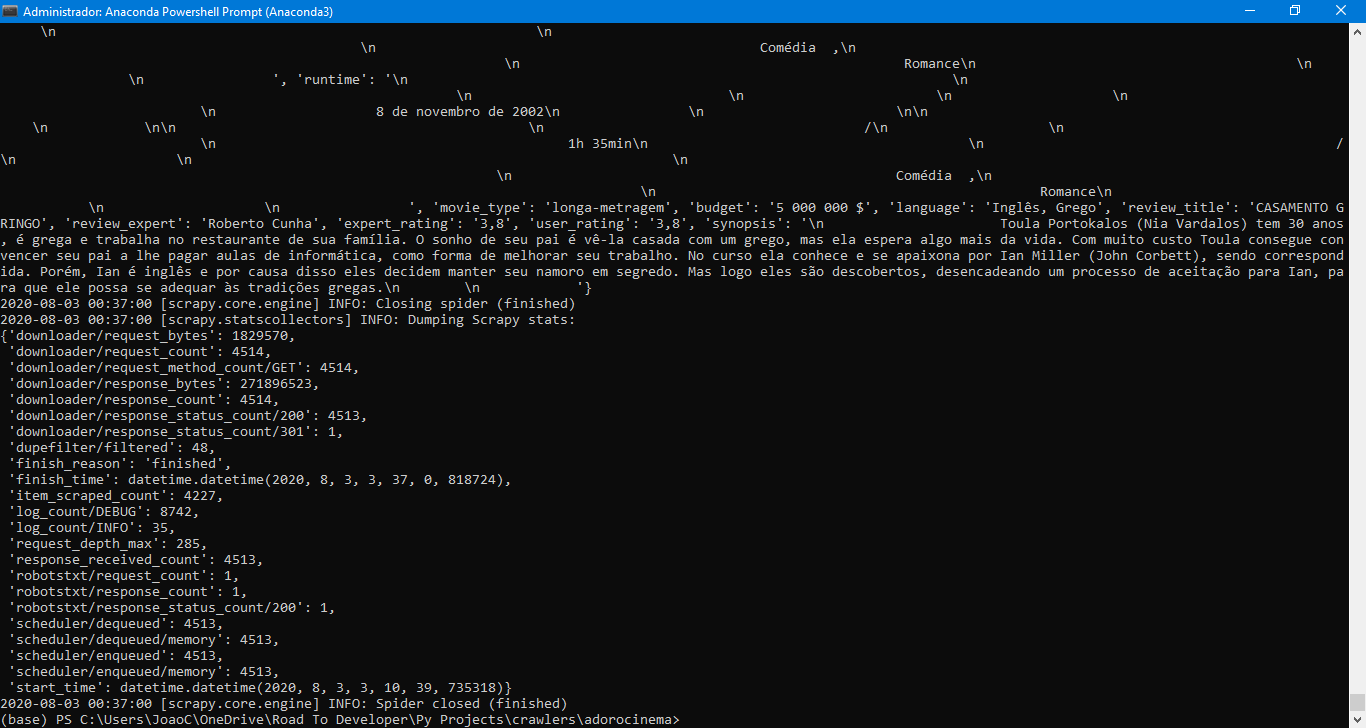 Administrador: Anaconda Powershell Prompt (Anaconda3)
\n \n
\n Comédia ,\n
\n Romance\n \n
\n ', 'runtime': '\n \n
\n \n \n \n
\n 8 de novembro de 2002\n \n \n\n
\n \n\n \n /\n \n
\n 1h 35min\n \n /
\n \n \n
\n Comédia ,\n
\n Romance\n
\n \n ', 'movie_type': 'longa-metragem', 'budget': '5 000 000 $', 'language': 'Inglês, Grego', 'review_title': 'CASAMENTO G
RINGO', 'review_expert': 'Roberto Cunha', 'expert_rating': '3,8', 'user_rating': '3,8', 'synopsis': '\n Toula Portokalos (Nia Vardalos) tem 30 anos
, é grega e trabalha no restaurante de sua família. O sonho de seu pai é vê-la casada com um grego, mas ela espera algo mais da vida. Com muito custo Toula consegue con
vencer seu pai a lhe pagar aulas de informática, como forma de melhorar seu trabalho. No curso ela conhece e se apaixona por Ian Miller (John Corbett), sendo correspond
ida. Porém, Ian é inglês e por causa disso eles decidem manter seu namoro em segredo. Mas logo eles são descobertos, desencadeando um processo de aceitação para Ian, pa
ra que ele possa se adequar às tradições gregas.\n \n '}
2020-08-03 00:37:00 [scrapy.core.engine] INFO: Closing spider (finished)
2020-08-03 00:37:00 [scrapy.statscollectors] INFO: Dumping Scrapy stats:
{'downloader/request_bytes': 1829570,
'downloader/request_count': 4514,
'downloader/request_method_count/GET': 4514,
'downloader/response_bytes': 271896523,
'downloader/response_count': 4514,
'downloader/response_status_count/200': 4513,
'downloader/response_status_count/301': 1,
'dupefilter/filtered': 48,
'finish_reason': 'finished',
'finish_time': datetime.datetime(2020, 8, 3, 3, 37, 0, 818724),
'item_scraped_count': 4227,
'log_count/DEBUG': 8742,
'log_count/INFO': 35,
'request_depth_max': 285,
'response_received_count': 4513,
'robotstxt/request_count': 1,
'robotstxt/response_count': 1,
'robotstxt/response_status_count/200': 1,
'scheduler/dequeued': 4513,
'scheduler/dequeued/memory': 4513,
'scheduler/enqueued': 4513,
'scheduler/enqueued/memory': 4513,
'start_time': datetime.datetime(2020, 8, 3, 3, 10, 39, 735318)}
2020-08-03 00:37:00 [scrapy.core.engine] INFO: Spider closed (finished)
(base) PS C:\Users\JoaoC\OneDrive\Road To Developer\Py Projects\crawlers\adorocinema>